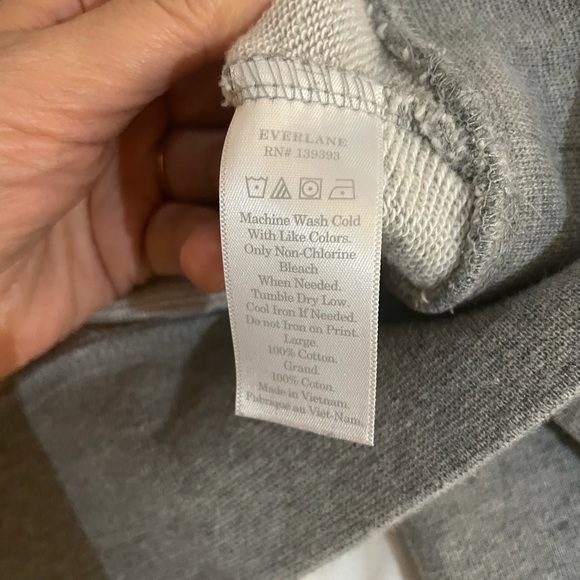 EVERLANE
RN# 139393
Machine Wash Cold
With Like Colors.
Only Non-Chlorine
Bleach
When Needed.
Tumble Dry Low.
Cool Iron If Needed.
Do not Iron on Print.
Large.
100% Cotton.
Grand.
100% Coton.
Made in Vietnam.
Fabriqué au Viet-Nam.